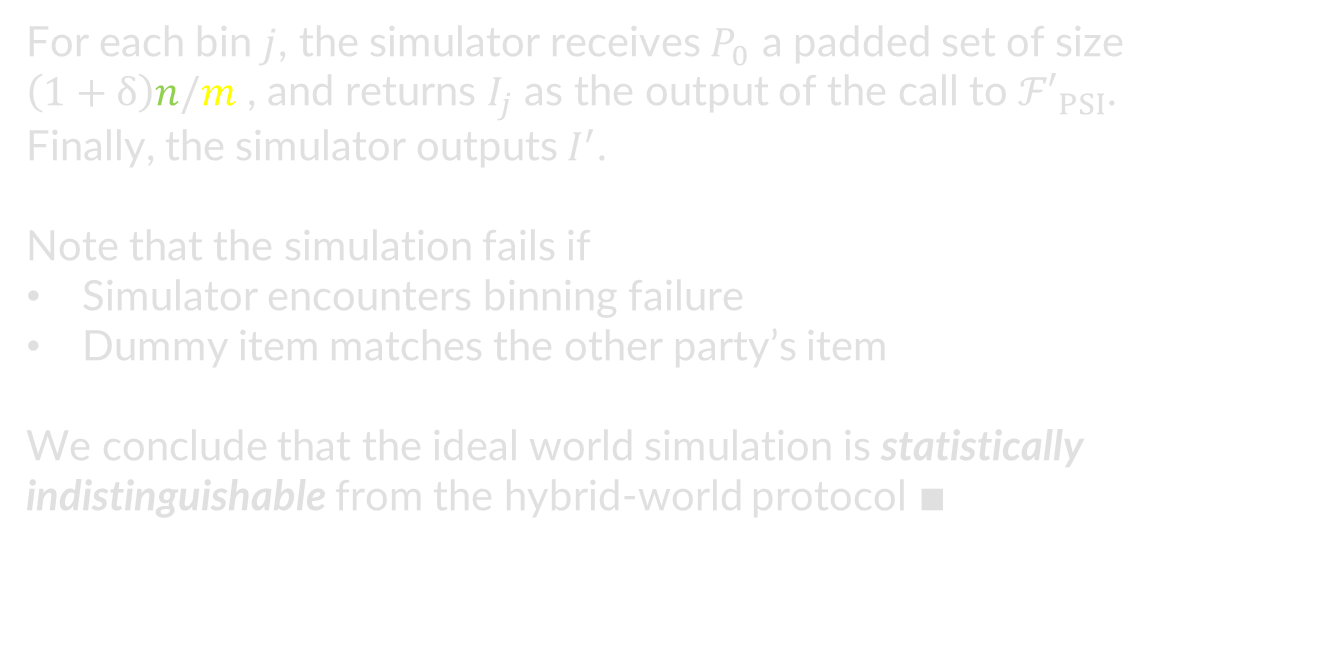 For each bin j, the simulator receives P₀ a padded set of size
(1 + δ)n/m , and returns Iⱼ as the output of the call to ℱ′PSI.
Finally, the simulator outputs I′.
Note that the simulation fails if
• Simulator encounters binning failure
• Dummy item matches the other party’s item
We conclude that the ideal world simulation is statistically
indistinguishable from the hybrid-world protocol ■